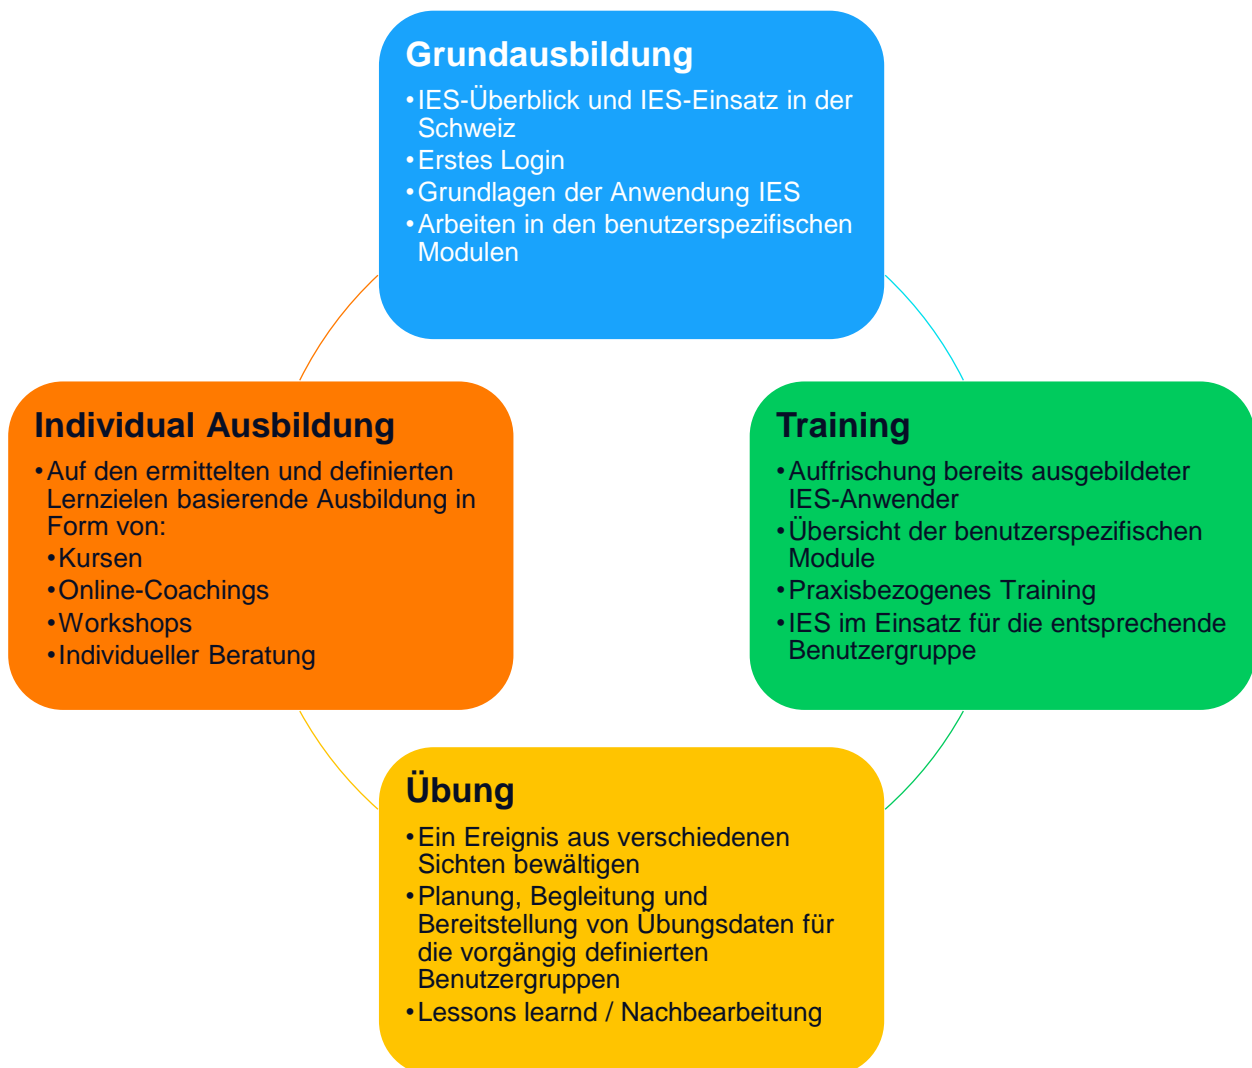 Grundausbildung
•IES-Überblick und IES-Einsatz in der
Schweiz
•Erstes Login
•Grundlagen der Anwendung IES
•Arbeiten in den benutzerspezifischen
Modulen
Individual Ausbildung
•Auf den ermittelten und definierten
Lernzielen basierende Ausbildung in
Form von:
•Kursen
•Online-Coachings
•Workshops
•Individueller Beratung
Training
•Auffrischung bereits ausgebildeter
IES-Anwender
•Übersicht der benutzerspezifischen
Module
•Praxisbezogenes Training
•IES im Einsatz für die entsprechende
Benutzergruppe
Übung
•Ein Ereignis aus verschiedenen
Sichten bewältigen
•Planung, Begleitung und
Bereitstellung von Übungsdaten für
die vorgängig definierten
Benutzergruppen
•Lessons learnd / Nachbearbeitung